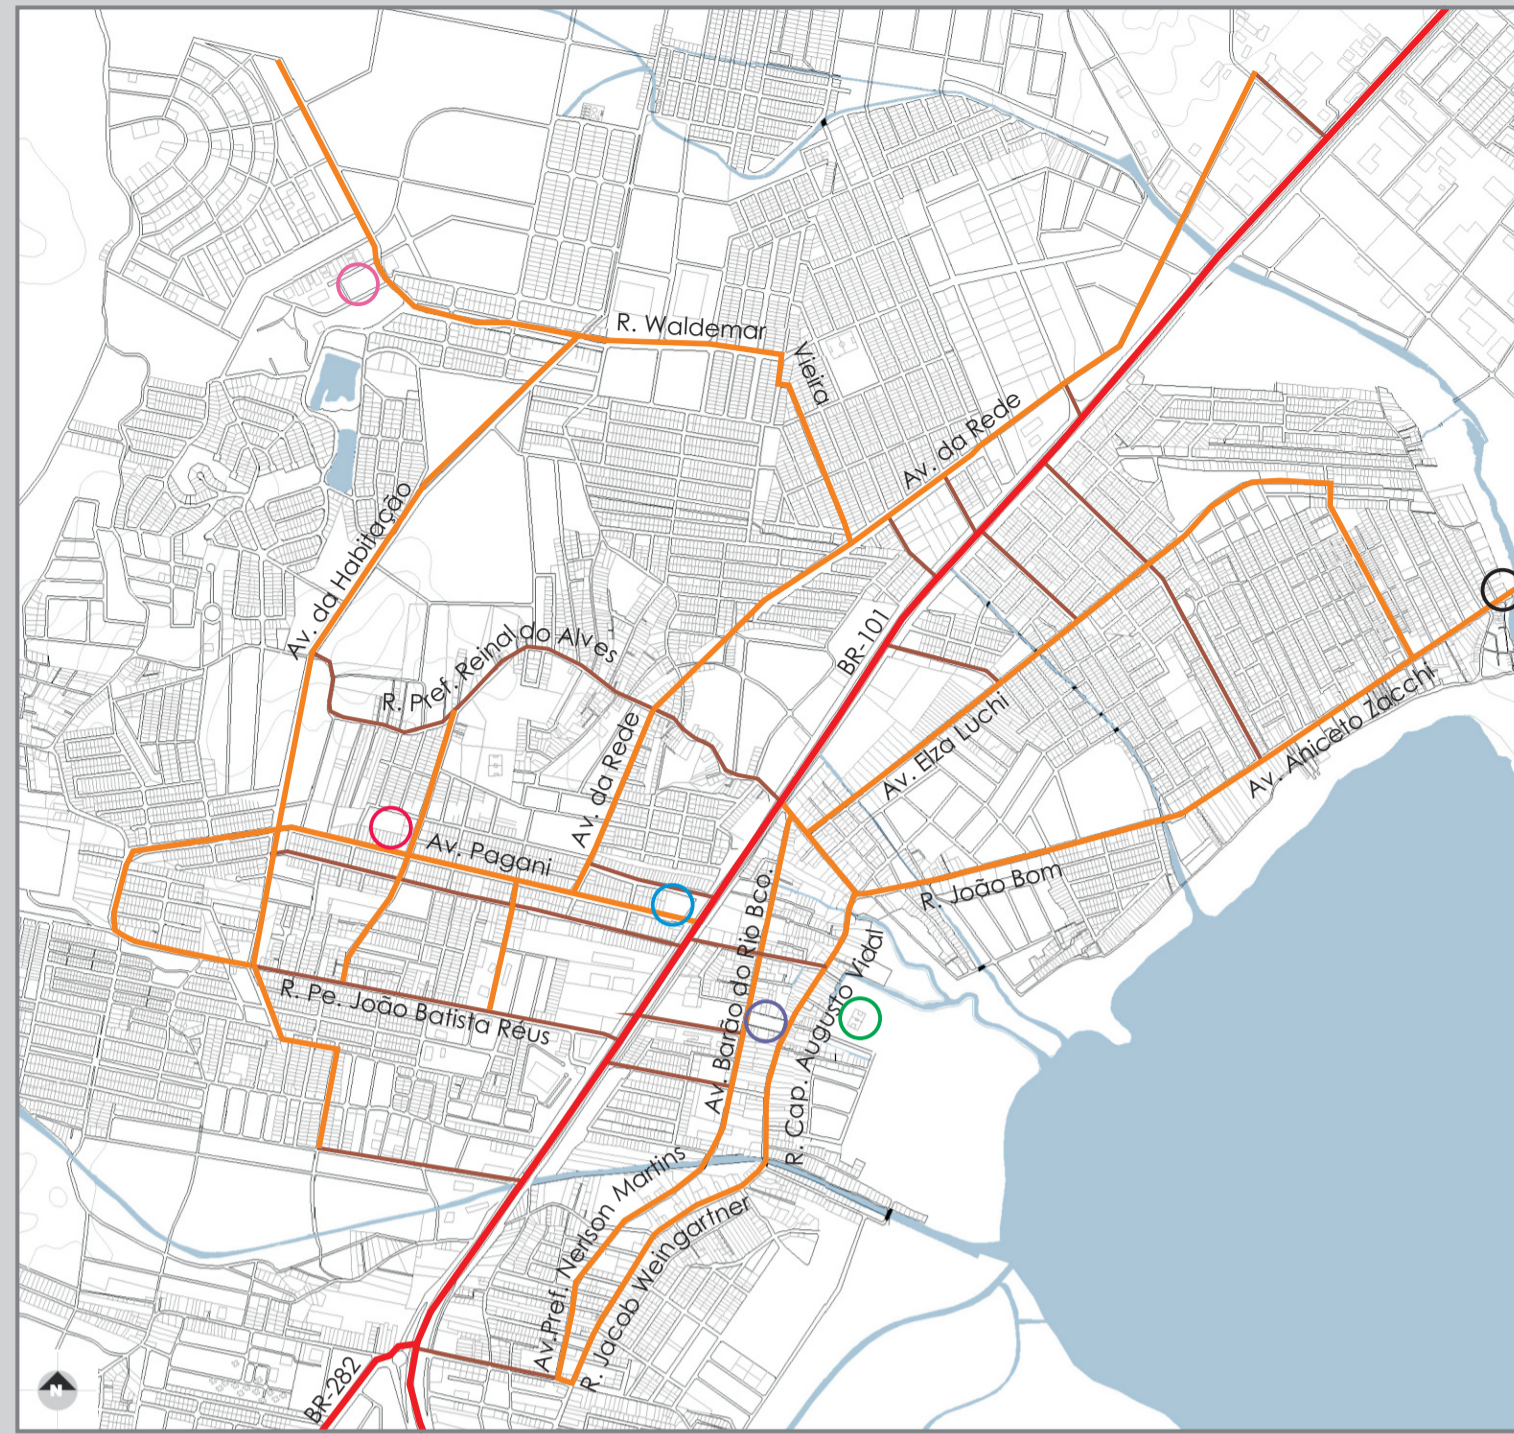 R. Waldemar
Vieira
Av. da Rede
Av. da Habitação
R. Pref. Reinal do Alves
BR-101
Av. da Rede
Av. Elza Luchi
Av. Aniceto Zacchi
Av. Pagani
R. João Bom
Av. Barão do Rio Bco.
R. Cap. Augusto Vidal
R. Pe. João Batista Réus
Av.Pref. Nerlson Martins
R. Jacob Weingartner
BR-282
N